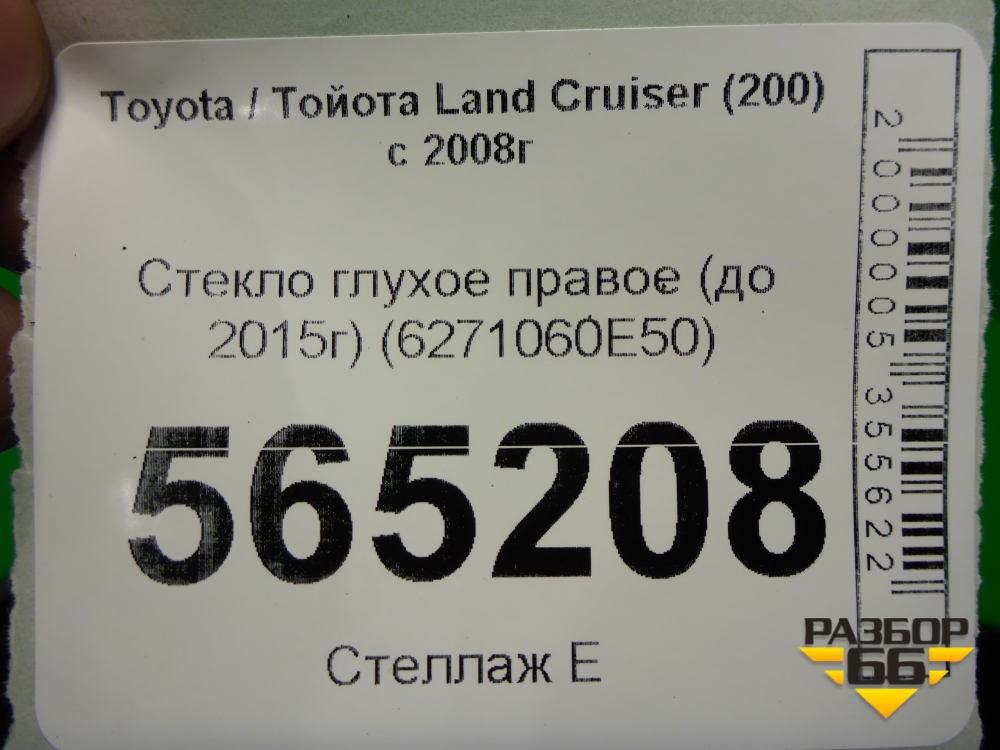 Toyota / Тойота Land Cruiser (200)
с 2008г
Стекло глухое правое (до
2015г) (6271060E50)
565208
Стеллаж Е
2000005355622
РАЗБОР
66